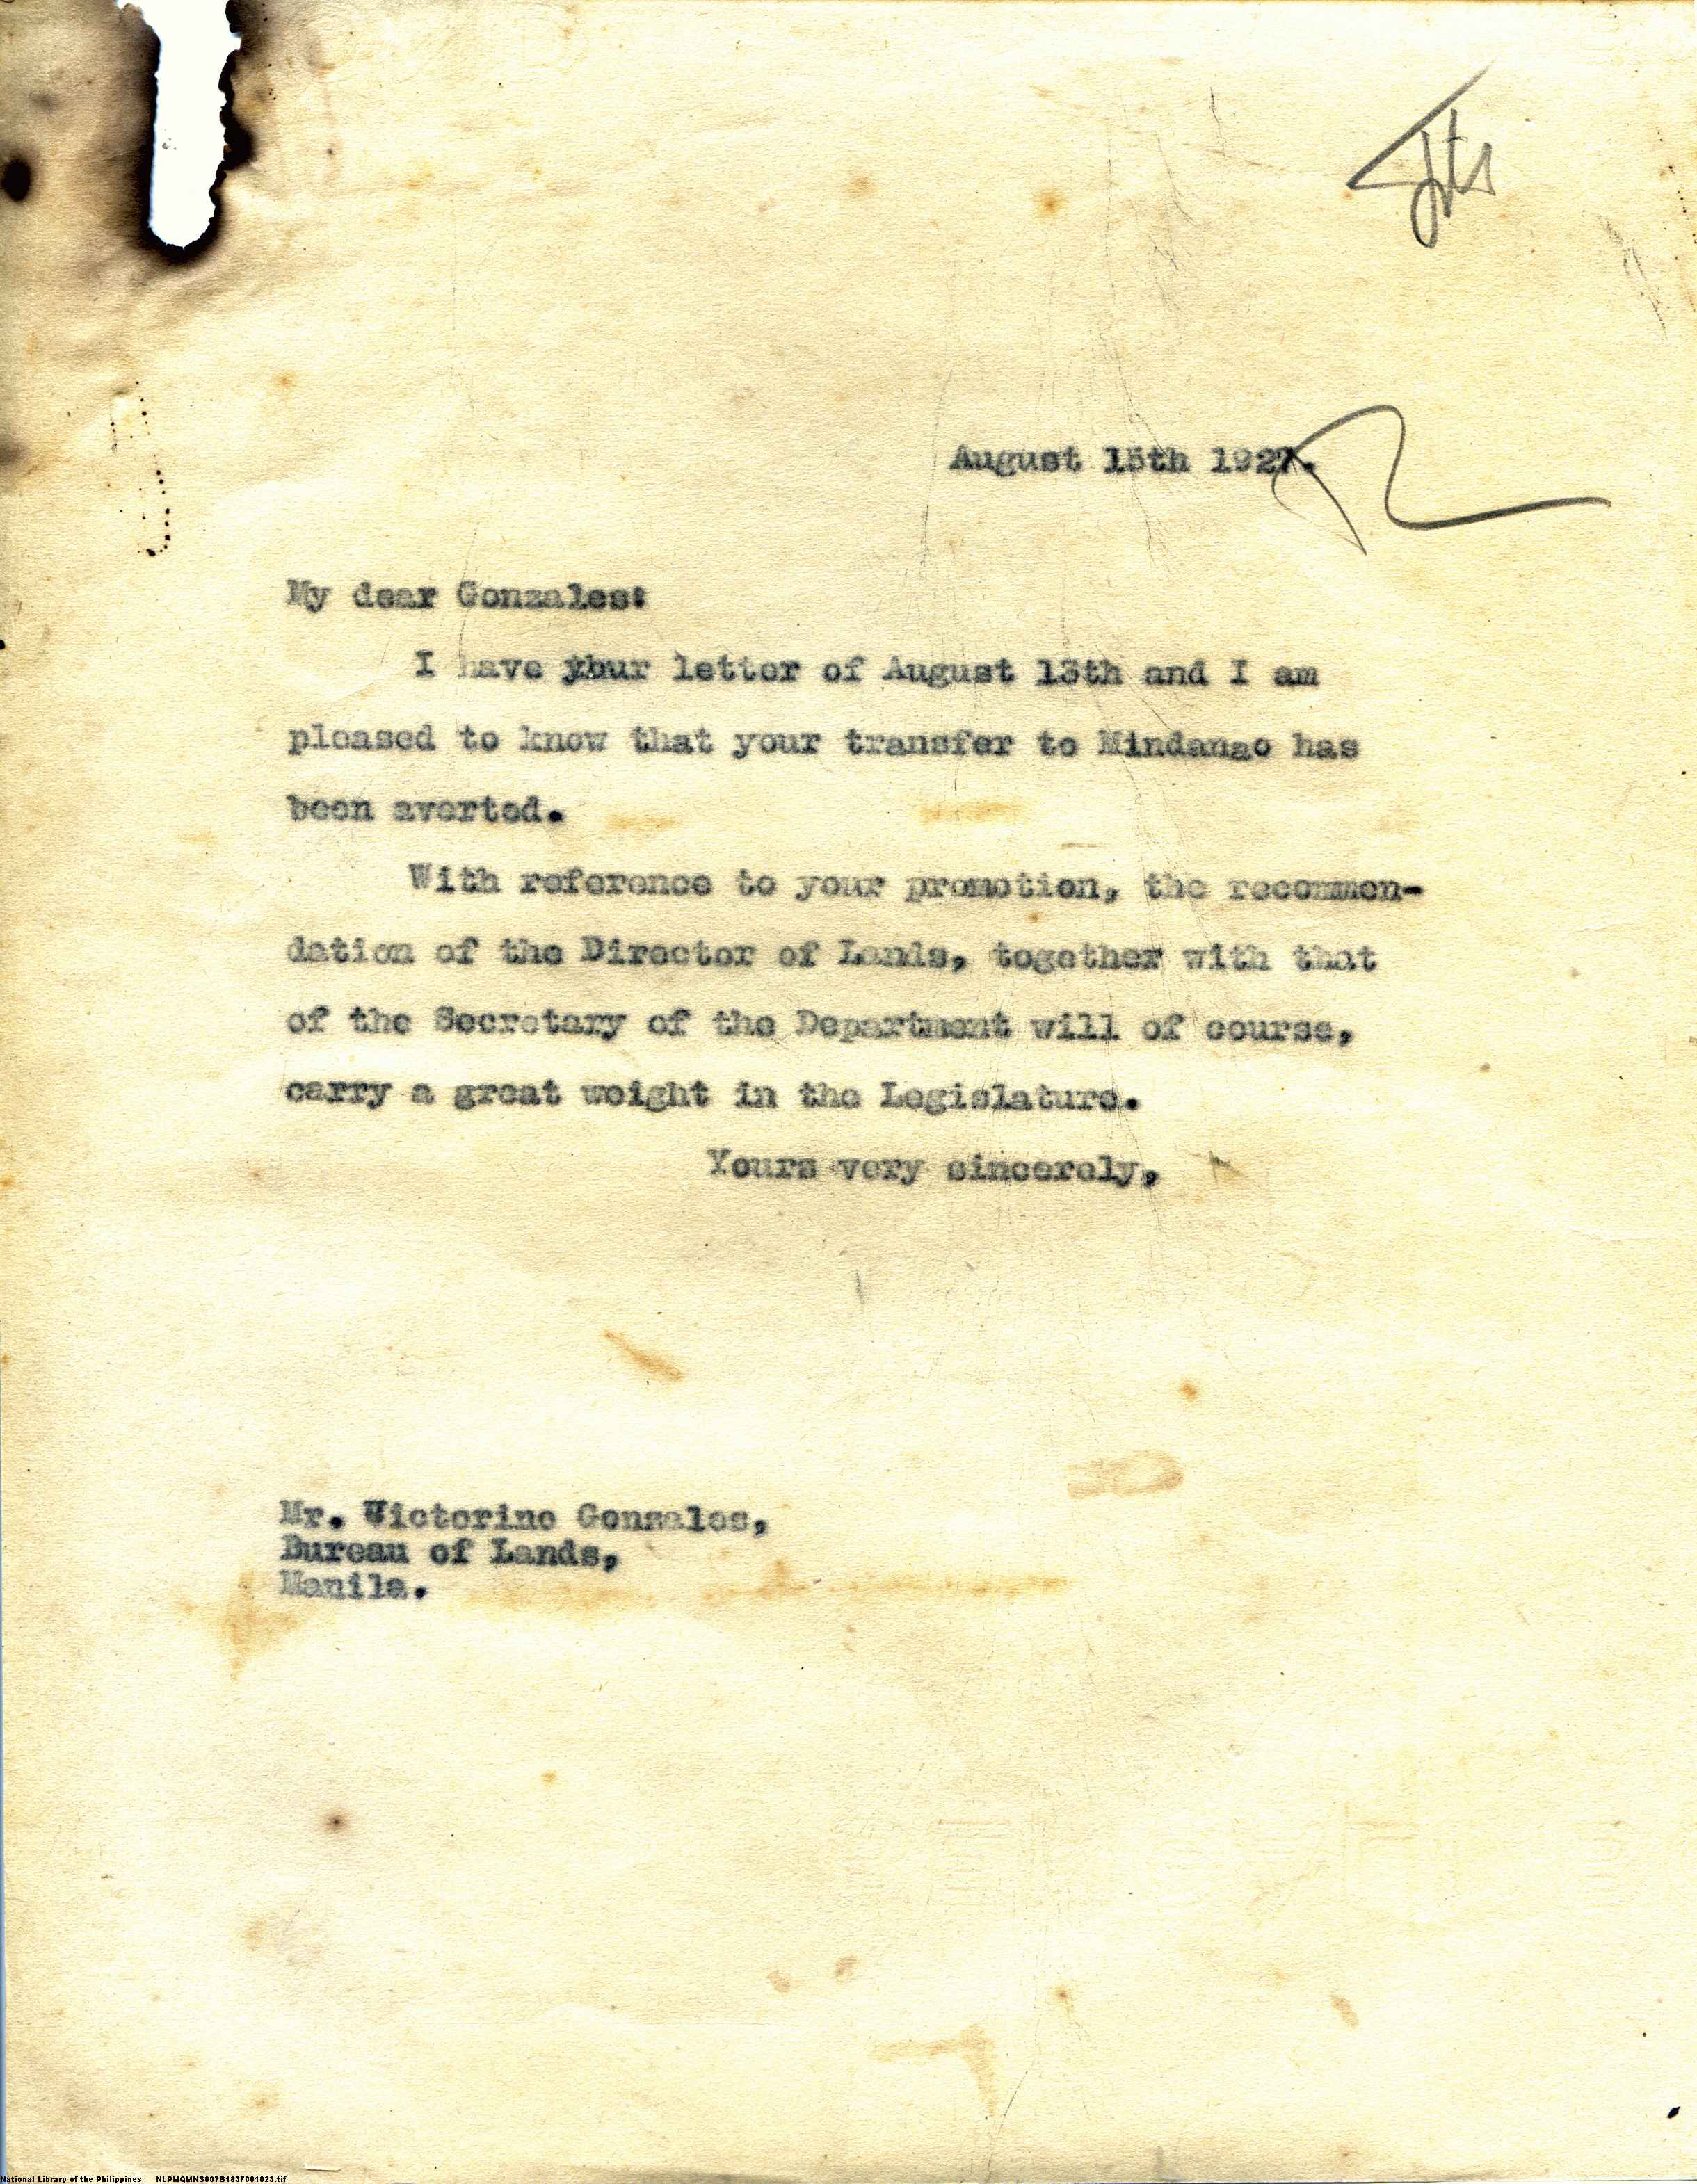 August 15th 1927.
My dear Gonzales:
I have your letter of August 13th and I am
pleased to know that your transfer to Mindanao has
been averted.
With reference to your promotion, the recommen-
dation of the Director of Lands, together with that
of the Secretary of the Department will of course,
carry a great weight in the Legislature.
Yours very sincerely,
Mr. Victorino Gonzales,
Bureau of Lands,
Manila.
National Library of the Philippines NLPMQMNS007B183F001023.tif